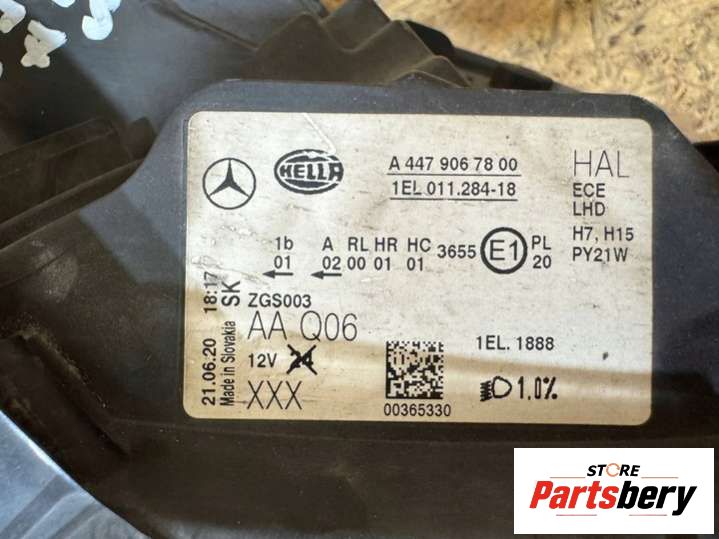 HELLA
A 447 906 78 00
1EL 011.284-18
HAL
ECE
LHD
H7, H15
PY21W
1b A RL HR HC
01 02 00 01 01
3655 E1 PL
20
ZGS003
AA Q06
12V 24
XXX
21.06.20 18:17
Made in Slovakia SK
00365330
1EL. 1888
1.0%
STORE
Partsbery